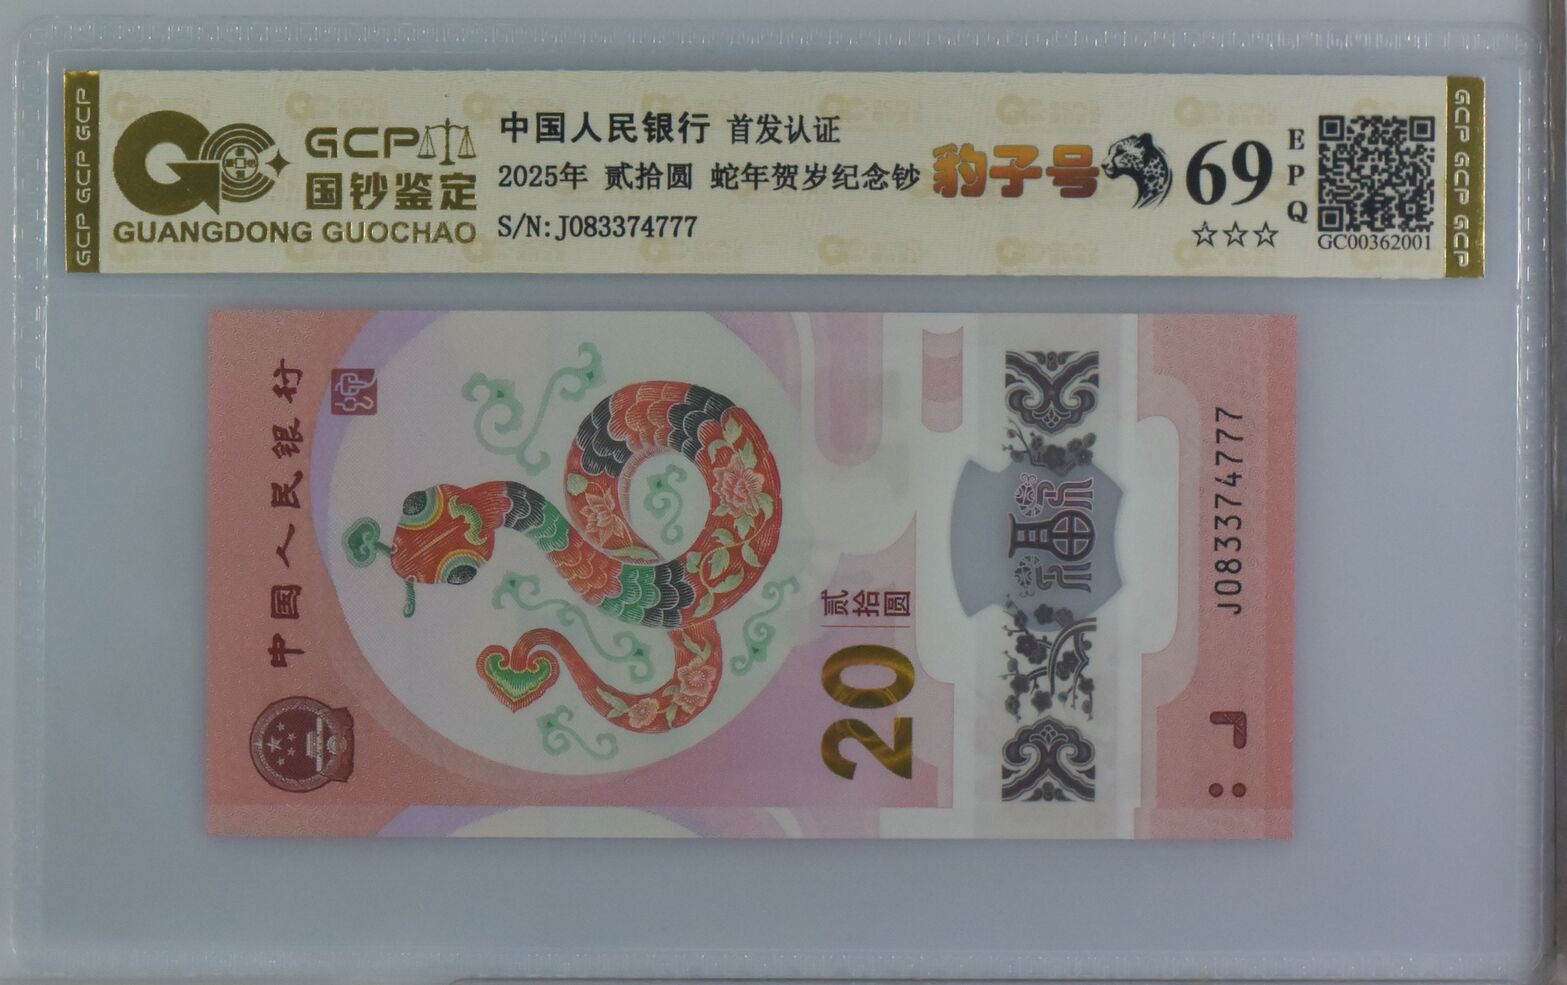 GCP GCP GCP
GCP
国钞鉴定
GUANGDONG GUOCHAO
中国人民银行 首发认证
2025年 贰拾圆 蛇年贺岁纪念钞
S/N:J083374777
豹子号
69
EPQ
☆☆☆
GC00362001
GCP GCP GCP
中国人民银行
贰拾圆
20
J083374777